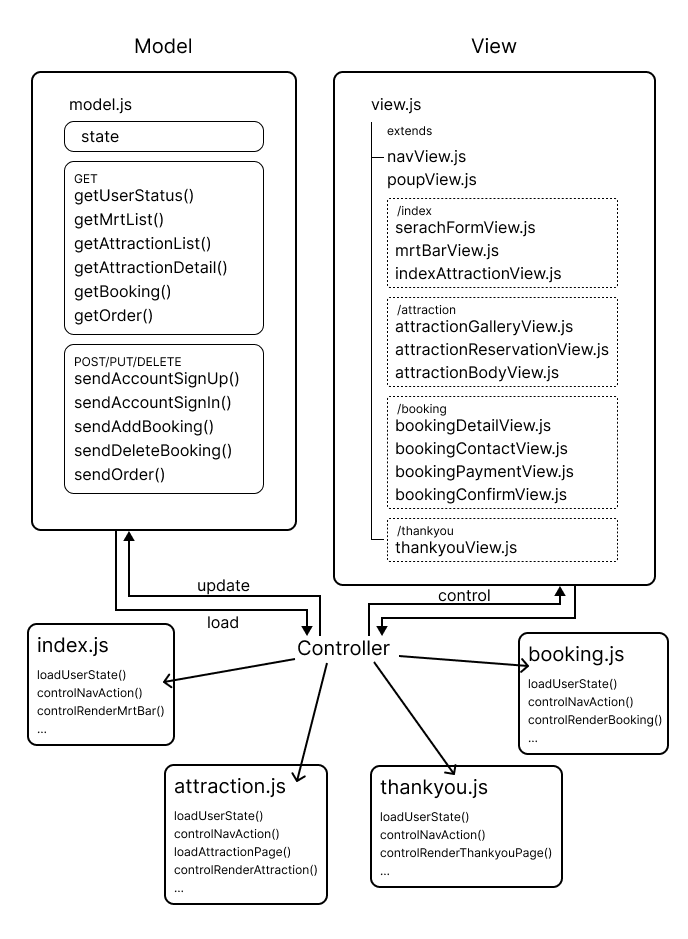 Model
View
model.js
state
GET
getUserStatus()
getMrtList()
getAttractionList()
getAttractionDetail()
getBooking()
getOrder()
POST/PUT/DELETE
sendAccountSignUp()
sendAccountSignIn()
sendAddBooking()
sendDeleteBooking()
sendOrder()
view.js
extends
navView.js
poupView.js
/index
serachFormView.js
mrtBarView.js
indexAttractionView.js
/attraction
attractionGalleryView.js
attractionReservationView.js
attractionBodyView.js
/booking
bookingDetailView.js
bookingContactView.js
bookingPaymentView.js
bookingConfirmView.js
/thankyou
thankyouView.js
update
load
control
Controller
index.js
loadUserState()
controlNavAction()
controlRenderMrtBar()
...
booking.js
loadUserState()
controlNavAction()
controlRenderBooking()
...
attraction.js
loadUserState()
controlNavAction()
loadAttractionPage()
controlRenderAttraction()
...
thankyou.js
loadUserState()
controlNavAction()
controlRenderThankyouPage()
...